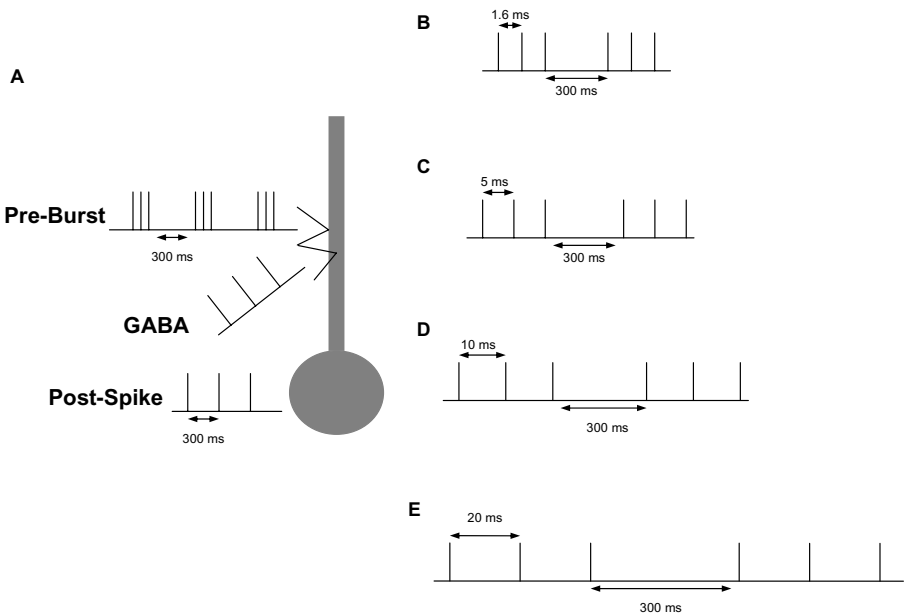 A
Pre-Burst
300 ms
GABA
Post-Spike
300 ms
B
1.6 ms
300 ms
C
5 ms
300 ms
D
10 ms
300 ms
E
20 ms
300 ms